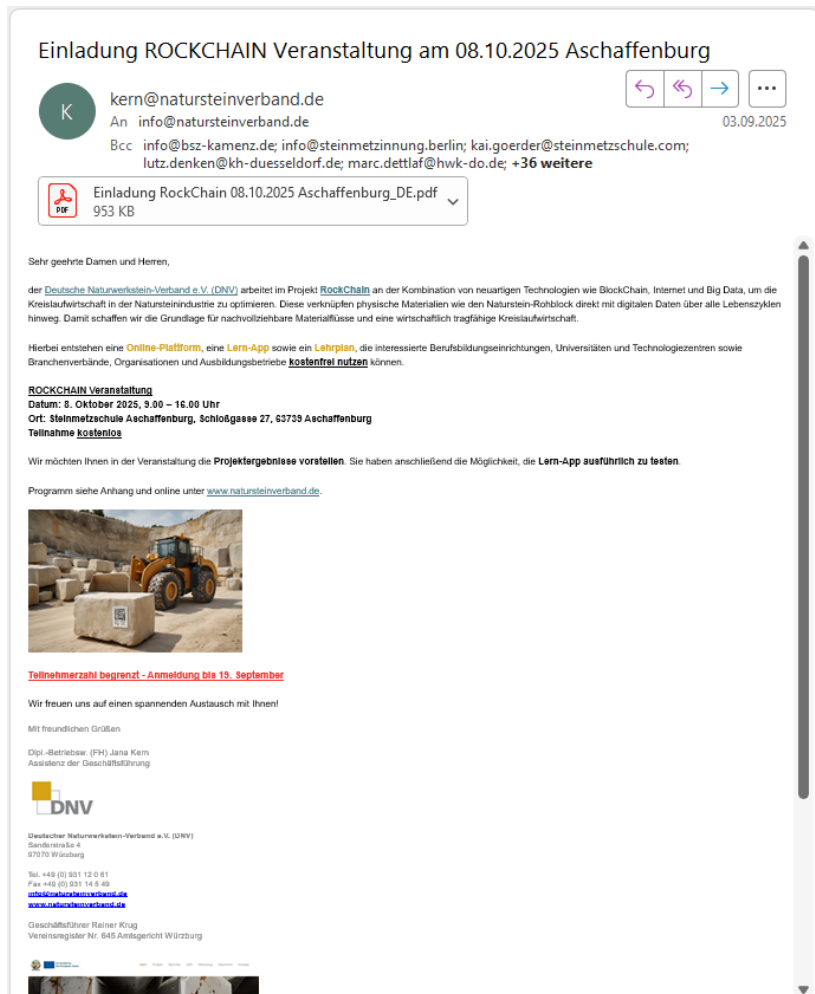 Einladung ROCKCHAIN Veranstaltung am 08.10.2025 Aschaffenburg
K
kern@natursteinverband.de
An info@natursteinverband.de
03.09.2025
Bcc info@bsz-kamenz.de; info@steinmetzinnung.berlin; kai.goerder@steinmetzschule.com;
lutz.denken@kh-duesseldorf.de; marc.dettlaf@hwk-do.de; +36 weitere
PDF
Einladung RockChain 08.10.2025 Aschaffenburg_DE.pdf
953 KB
Sehr geehrte Damen und Herren,
der Deutsche Naturwerkstein-Verband e.V. (DNV) arbeitet im Projekt RockChain an der Kombination von neuartigen Technologien wie BlockChain, Internet und Big Data, um die
Kreislaufwirtschaft in der Natursteinindustrie zu optimieren. Diese verknüpfen physische Materialien wie den Naturstein-Rohblock direkt mit digitalen Daten über alle Lebenszyklen
hinweg. Damit schaffen wir die Grundlage für nachvollziehbare Materialflüsse und eine wirtschaftlich tragfähige Kreislaufwirtschaft.
Hierbei entstehen eine Online-Plattform, eine Lern-App sowie ein Lehrplan, die interessierte Berufsbildungseinrichtungen, Universitäten und Technologiezentren sowie
Branchenverbände, Organisationen und Ausbildungsbetriebe kostenfrei nutzen können.
ROCKCHAIN Veranstaltung
Datum: 8. Oktober 2025, 9.00 – 16.00 Uhr
Ort: Steinmetzschule Aschaffenburg, Schloßgasse 27, 63739 Aschaffenburg
Teilnahme kostenlos
Wir möchten Ihnen in der Veranstaltung die Projektergebnisse vorstellen. Sie haben anschließend die Möglichkeit, die Lern-App ausführlich zu testen.
Programm siehe Anhang und online unter www.natursteinverband.de.
Teilnehmerzahl begrenzt - Anmeldung bis 19. September
Wir freuen uns auf einen spannenden Austausch mit Ihnen!
Mit freundlichen Grüßen
Dipl.-Betriebsw. (FH) Jana Kern
Assistenz der Geschäftsführung
DNV
Deutscher Naturwerkstein-Verband e.V. (DNV)
Sanderstraße 4
97070 Würzburg
Tel. +49 (0) 931 12 0 61
Fax +49 (0) 931 14 5 49
info@natursteinverband.de
www.natursteinverband.de
Geschäftsführer Reiner Krug
Vereinsregister Nr. 645 Amtsgericht Würzburg